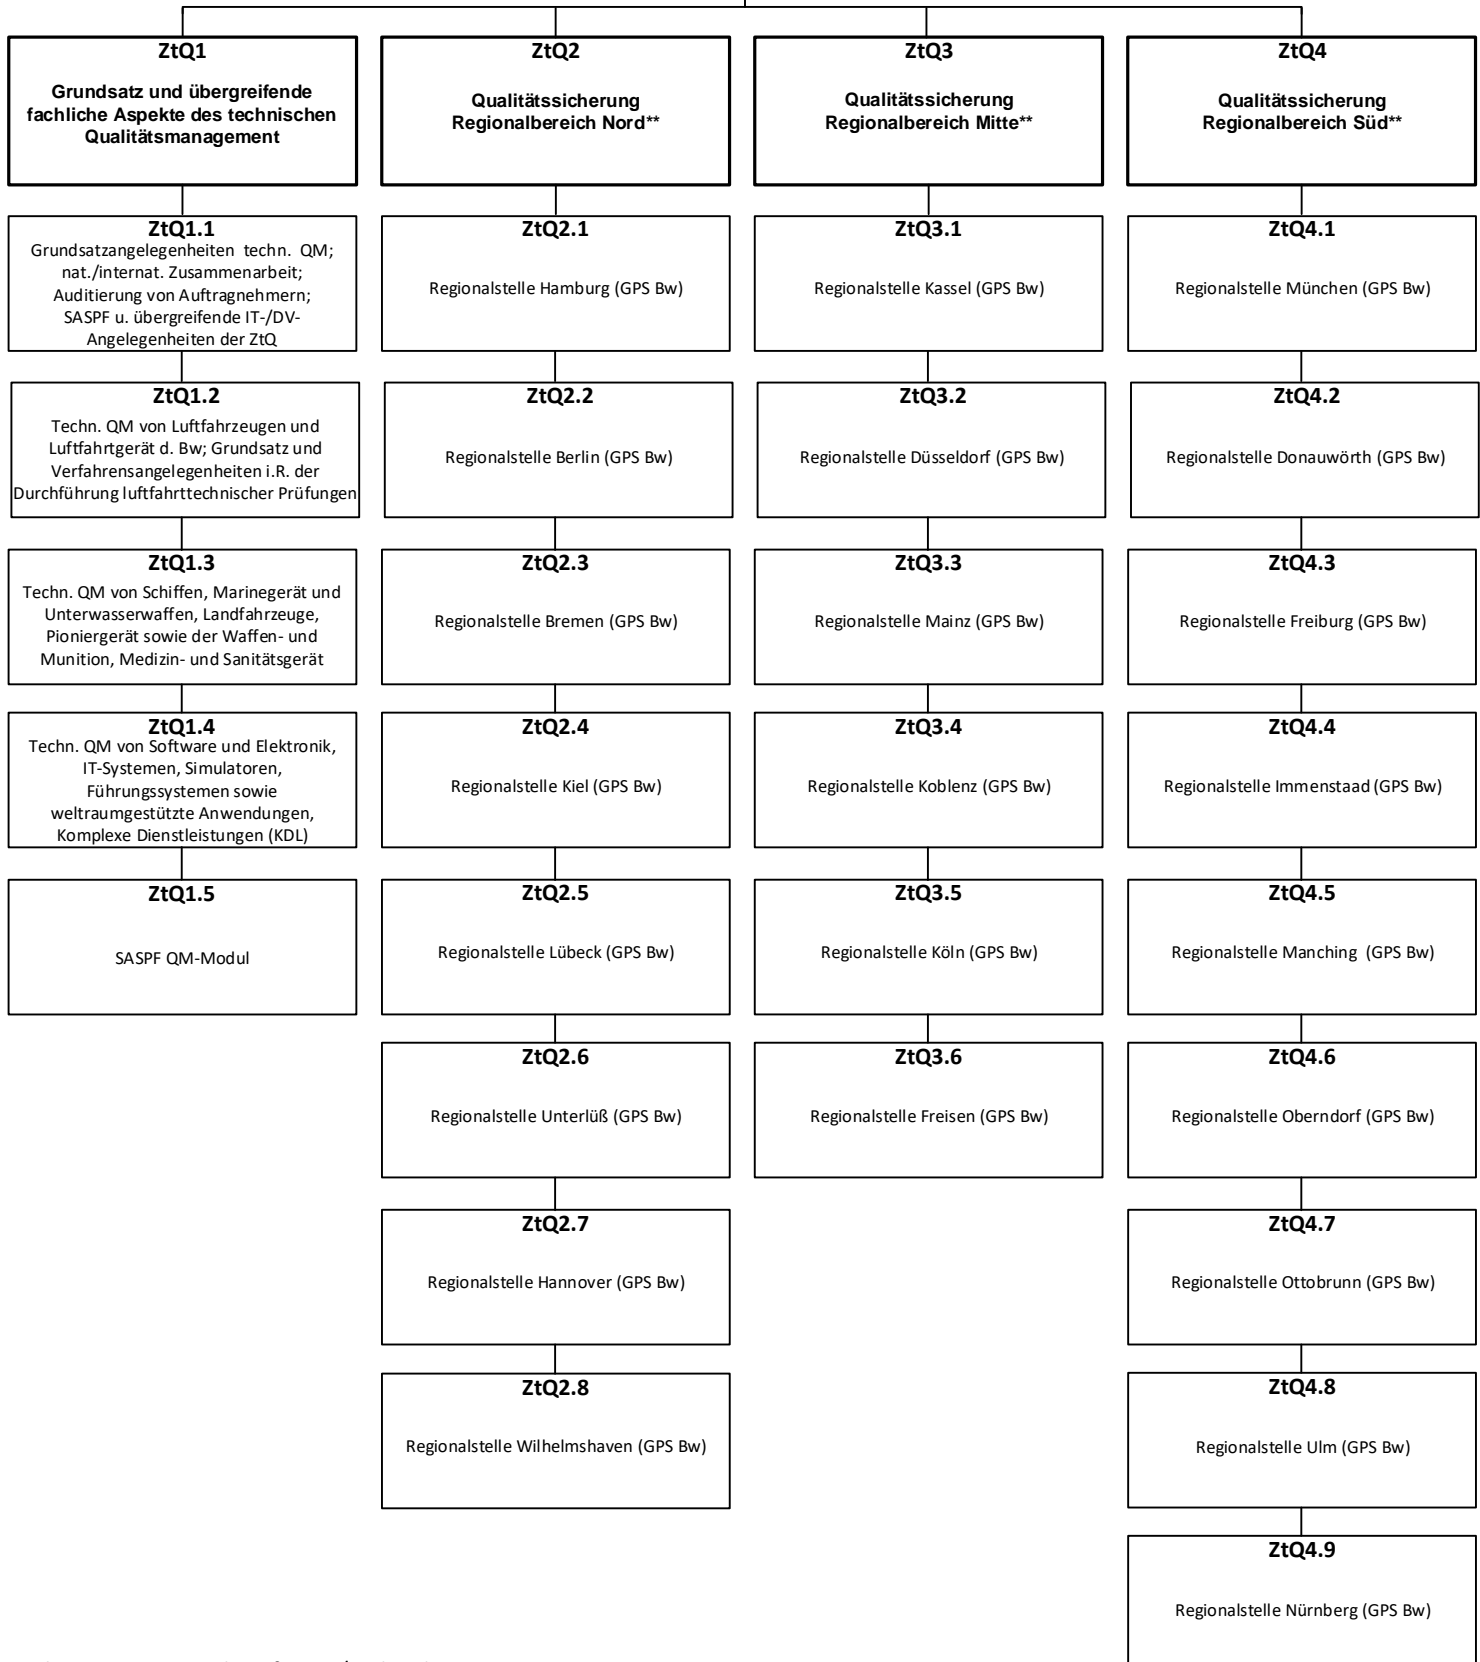 ZtQ1
Grundsatz und übergreifende
fachliche Aspekte des technischen
Qualitätsmanagement
ZtQ1.1
Grundsatzangelegenheiten techn. QM;
nat./internat. Zusammenarbeit;
Auditierung von Auftragnehmern;
SASPF u. übergreifende IT-/DV-
Angelegenheiten der ZtQ
ZtQ1.2
Techn. QM von Luftfahrzeugen und
Luftfahrtgerät d. Bw; Grundsatz und
Verfahrensangelegenheiten i.R. der
Durchführung luftfahrttechnischer Prüfungen
ZtQ1.3
Techn. QM von Schiffen, Marinegerät und
Unterwasserwaffen, Landfahrzeuge,
Pioniergerät sowie der Waffen- und
Munition, Medizin- und Sanitätsgerät
ZtQ1.4
Techn. QM von Software und Elektronik,
IT-Systemen, Simulatoren,
Führungssystemen sowie
weltraumgestützte Anwendungen,
Komplexe Dienstleistungen (KDL)
ZtQ1.5
SASPF QM-Modul
ZtQ2
Qualitätssicherung
Regionalbereich Nord**
ZtQ2.1
Regionalstelle Hamburg (GPS Bw)
ZtQ2.2
Regionalstelle Berlin (GPS Bw)
ZtQ2.3
Regionalstelle Bremen (GPS Bw)
ZtQ2.4
Regionalstelle Kiel (GPS Bw)
ZtQ2.5
Regionalstelle Lübeck (GPS Bw)
ZtQ2.6
Regionalstelle Unterlüß (GPS Bw)
ZtQ2.7
Regionalstelle Hannover (GPS Bw)
ZtQ2.8
Regionalstelle Wilhelmshaven (GPS Bw)
ZtQ3
Qualitätssicherung
Regionalbereich Mitte**
ZtQ3.1
Regionalstelle Kassel (GPS Bw)
ZtQ3.2
Regionalstelle Düsseldorf (GPS Bw)
ZtQ3.3
Regionalstelle Mainz (GPS Bw)
ZtQ3.4
Regionalstelle Koblenz (GPS Bw)
ZtQ3.5
Regionalstelle Köln (GPS Bw)
ZtQ3.6
Regionalstelle Freisen (GPS Bw)
ZtQ4
Qualitätssicherung
Regionalbereich Süd**
ZtQ4.1
Regionalstelle München (GPS Bw)
ZtQ4.2
Regionalstelle Donauwörth (GPS Bw)
ZtQ4.3
Regionalstelle Freiburg (GPS Bw)
ZtQ4.4
Regionalstelle Immenstaad (GPS Bw)
ZtQ4.5
Regionalstelle Manching (GPS Bw)
ZtQ4.6
Regionalstelle Oberndorf (GPS Bw)
ZtQ4.7
Regionalstelle Ottobrunn (GPS Bw)
ZtQ4.8
Regionalstelle Ulm (GPS Bw)
ZtQ4.9
Regionalstelle Nürnberg (GPS Bw)